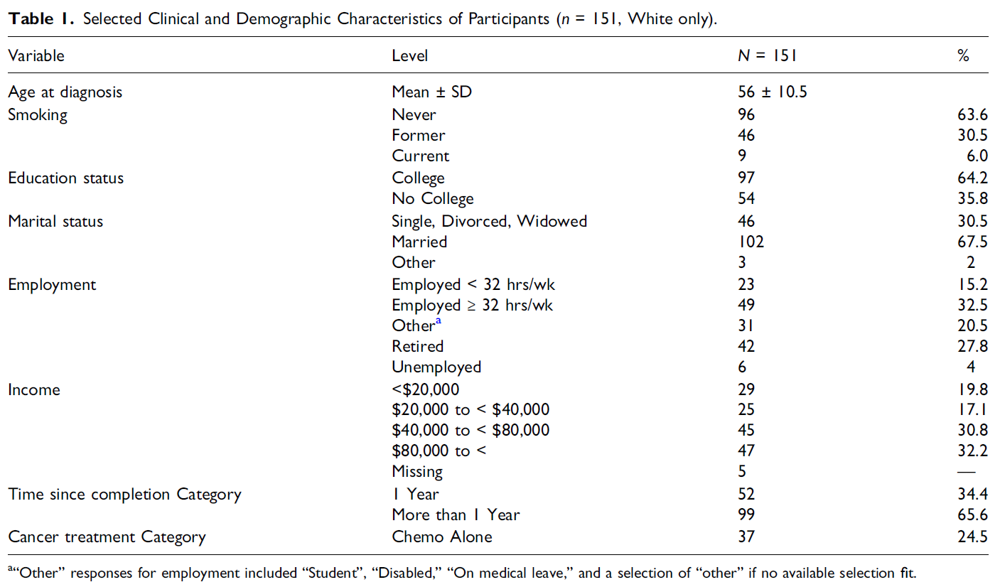 Table 1. Selected Clinical and Demographic Characteristics of Participants (n = 151, White only).
Variable Level N = 151 %
Age at diagnosis Mean ± SD 56 ± 10.5
Smoking Never 96 63.6
Former 46 30.5
Current 9 6.0
Education status College 97 64.2
No College 54 35.8
Marital status Single, Divorced, Widowed 46 30.5
Married 102 67.5
Other 3 2
Employment Employed < 32 hrs/wk 23 15.2
Employed ≥ 32 hrs/wk 49 32.5
Otherᵃ 31 20.5
Retired 42 27.8
Unemployed 6 4
Income <$20,000 29 19.8
$20,000 to < $40,000 25 17.1
$40,000 to < $80,000 45 30.8
$80,000 to < 47 32.2
Missing 5 —
Time since completion Category 1 Year 52 34.4
More than 1 Year 99 65.6
Cancer treatment Category Chemo Alone 37 24.5
ᵃ“Other” responses for employment included “Student”, “Disabled,” “On medical leave,” and a selection of “other” if no available selection fit.